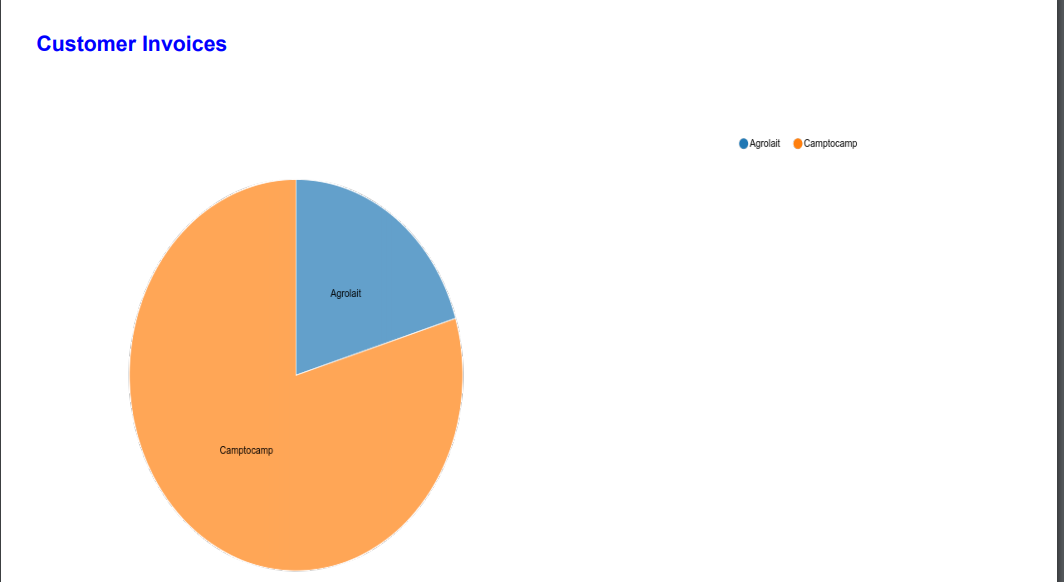 Customer Invoices
Agrolait Camptocamp
Agrolait
Camptocamp